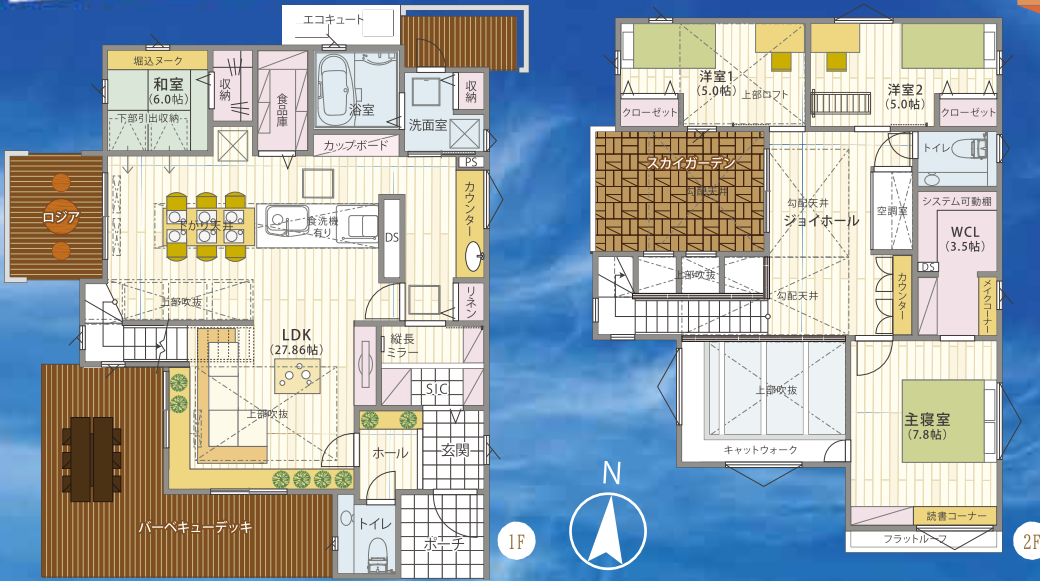 エコキュート
堀込ヌーク
和室
(6.0帖)
下部引出収納
収納
食品庫
浴室
洗面室
収納
カップボード
PS
カウンター
ロジア
下がり天井
食洗機
有り
DS
リネン
上部吹抜
LDK
(27.86帖)
縦長
ミラー
SIC
上部吹抜
ホール
玄関
バーベキューデッキ
トイレ
ポーチ
1F
N
洋室1
(5.0帖)
上部ロフト
洋室2
(5.0帖)
クローゼット
クローゼット
スカイガーデン
勾配天井
勾配天井
ジョイホール
トイレ
空調室
システム可動棚
WCL
(3.5帖)
DS
メイクコーナー
カウンター
上部吹抜
勾配天井
上部吹抜
キャットウォーク
主寝室
(7.8帖)
読書コーナー
フラットルーフ
2F